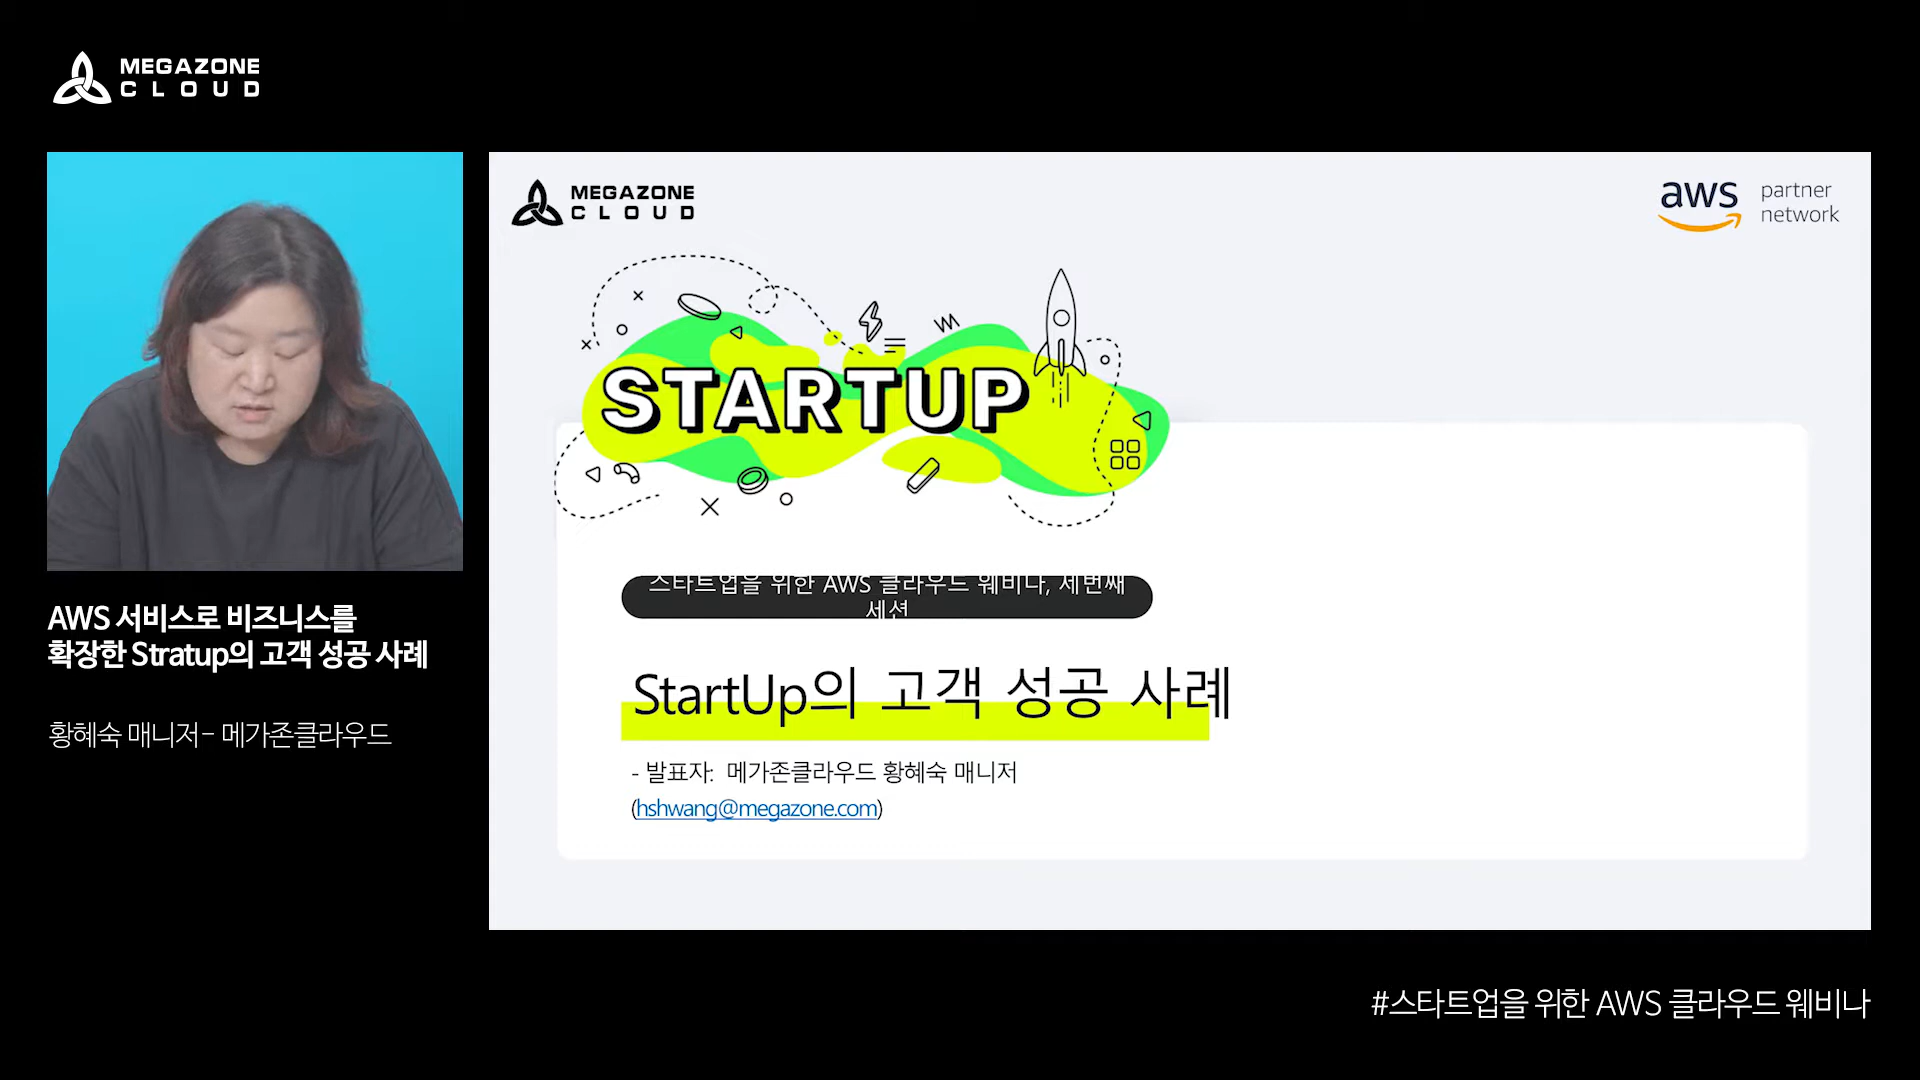 MEGAZONE
CLOUD
AWS 서비스로 비즈니스를
확장한 Stratup의 고객 성공 사례
황혜숙 매니저 - 메가존클라우드
MEGAZONE
CLOUD
aws partner
network
STARTUP
스타트업을 위한 AWS 클라우드 웨비나, 세번째
세션
StartUp의 고객 성공 사례
- 발표자: 메가존클라우드 황혜숙 매니저
(hshwang@megazone.com)
#스타트업을 위한 AWS 클라우드 웨비나